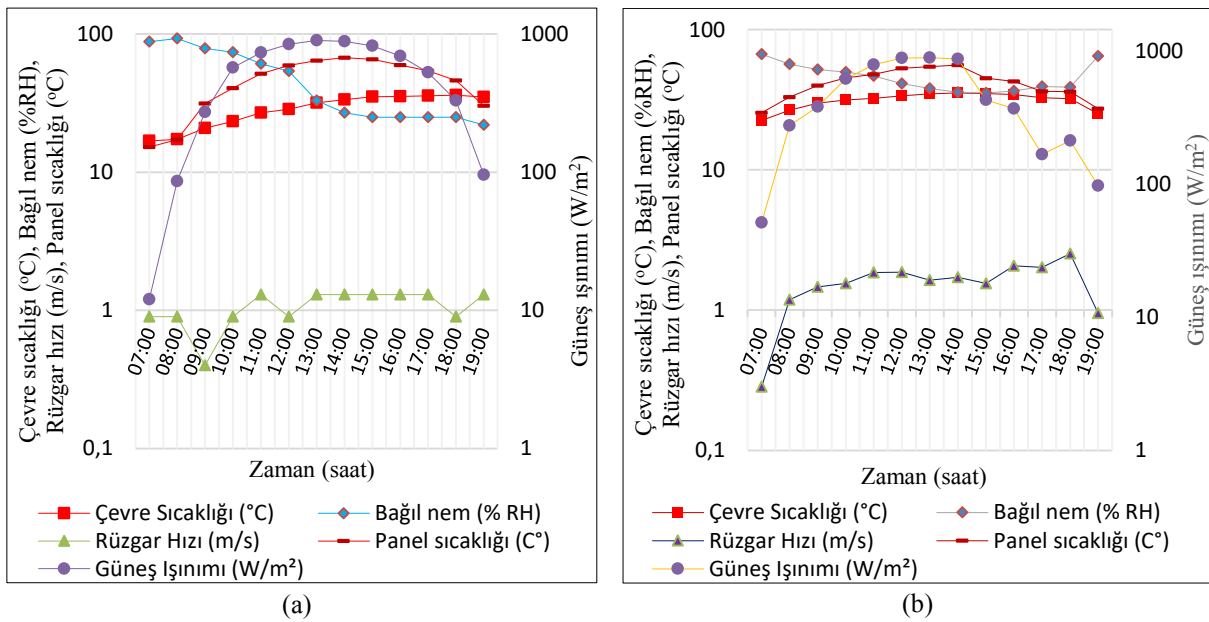 Çevre sıcaklığı (°C), Bağıl nem (%RH),
Rüzgar hızı (m/s), Panel sıcaklığı (°C)
100
10
1
0,1
1000
100
10
1
Güneş ışınımı (W/m²)
07:00
08:00
09:00
10:00
11:00
12:00
13:00
14:00
15:00
16:00
17:00
18:00
19:00
Zaman (saat)
Çevre Sıcaklığı (°C)
Bağıl nem (% RH)
Rüzgar Hızı (m/s)
Panel sıcaklığı (C°)
Güneş Işınımı (W/m²)
(a)
Çevre sıcaklığı (°C), Bağıl nem (%RH),
Rüzgar hızı (m/s), Panel sıcaklığı (°C)
100
10
1
0,1
1000
100
10
1
Güneş ışınımı (W/m²)
07:00
08:00
09:00
10:00
11:00
12:00
13:00
14:00
15:00
16:00
17:00
18:00
19:00
Zaman (saat)
Çevre Sıcaklığı (°C)
Bağıl nem (% RH)
Rüzgar Hızı (m/s)
Panel sıcaklığı (C°)
Güneş Işınımı (W/m²)
(b)